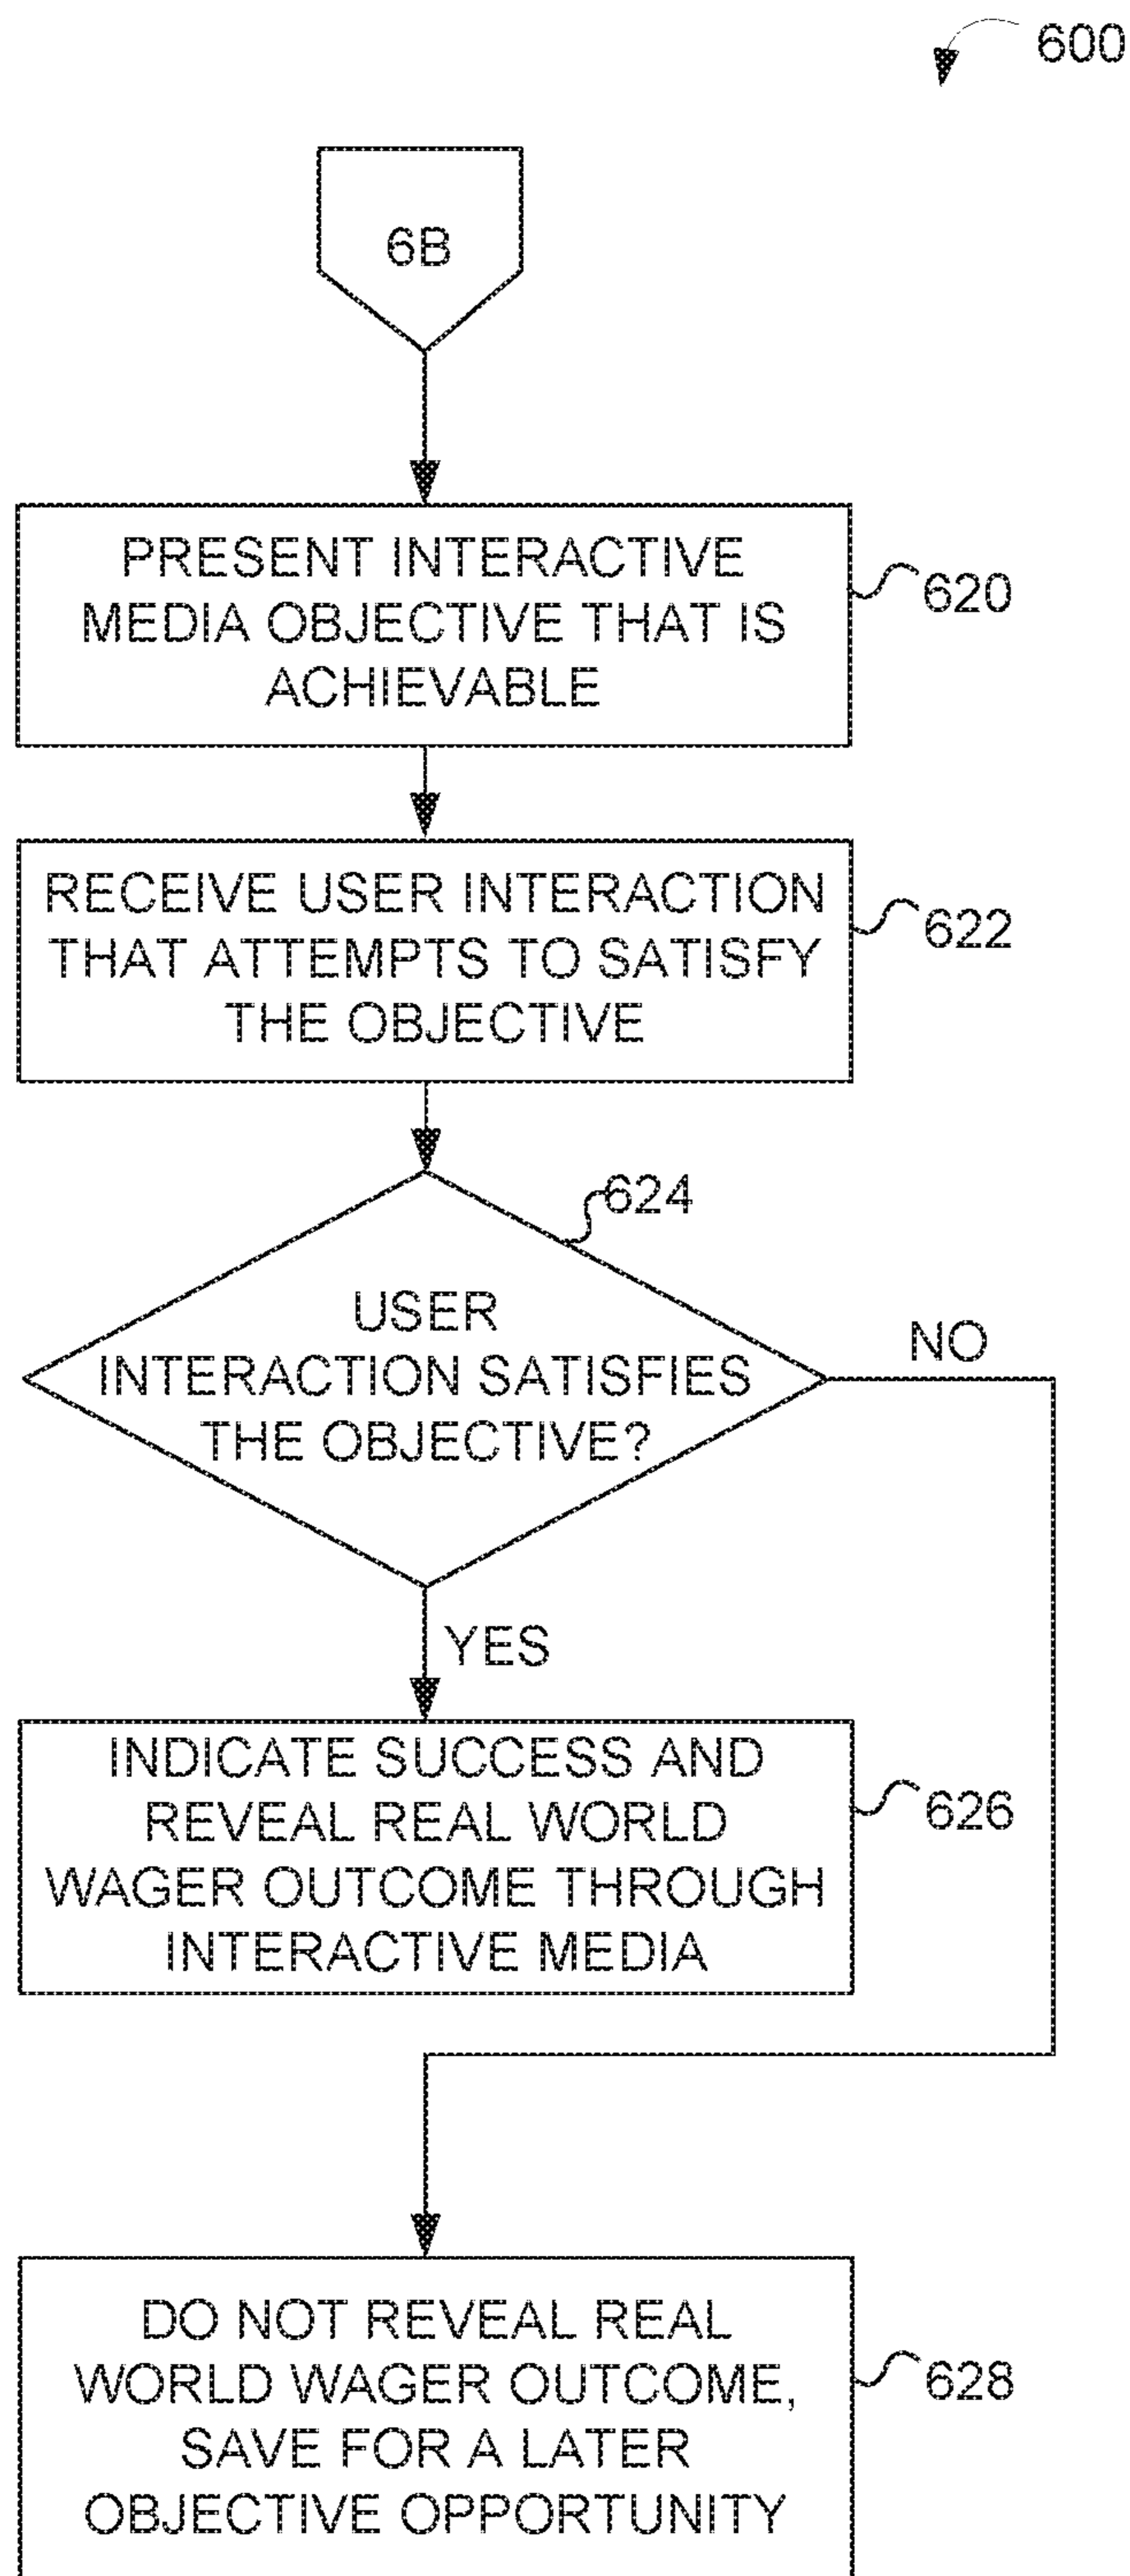 600
6B
PRESENT INTERACTIVE
MEDIA OBJECTIVE THAT IS
ACHIEVABLE
620
RECEIVE USER INTERACTION
THAT ATTEMPTS TO SATISFY
THE OBJECTIVE
622
624
USER
INTERACTION SATISFIES
THE OBJECTIVE?
NO
YES
INDICATE SUCCESS AND
REVEAL REAL WORLD
WAGER OUTCOME THROUGH
INTERACTIVE MEDIA
626
DO NOT REVEAL REAL
WORLD WAGER OUTCOME,
SAVE FOR A LATER
OBJECTIVE OPPORTUNITY
628